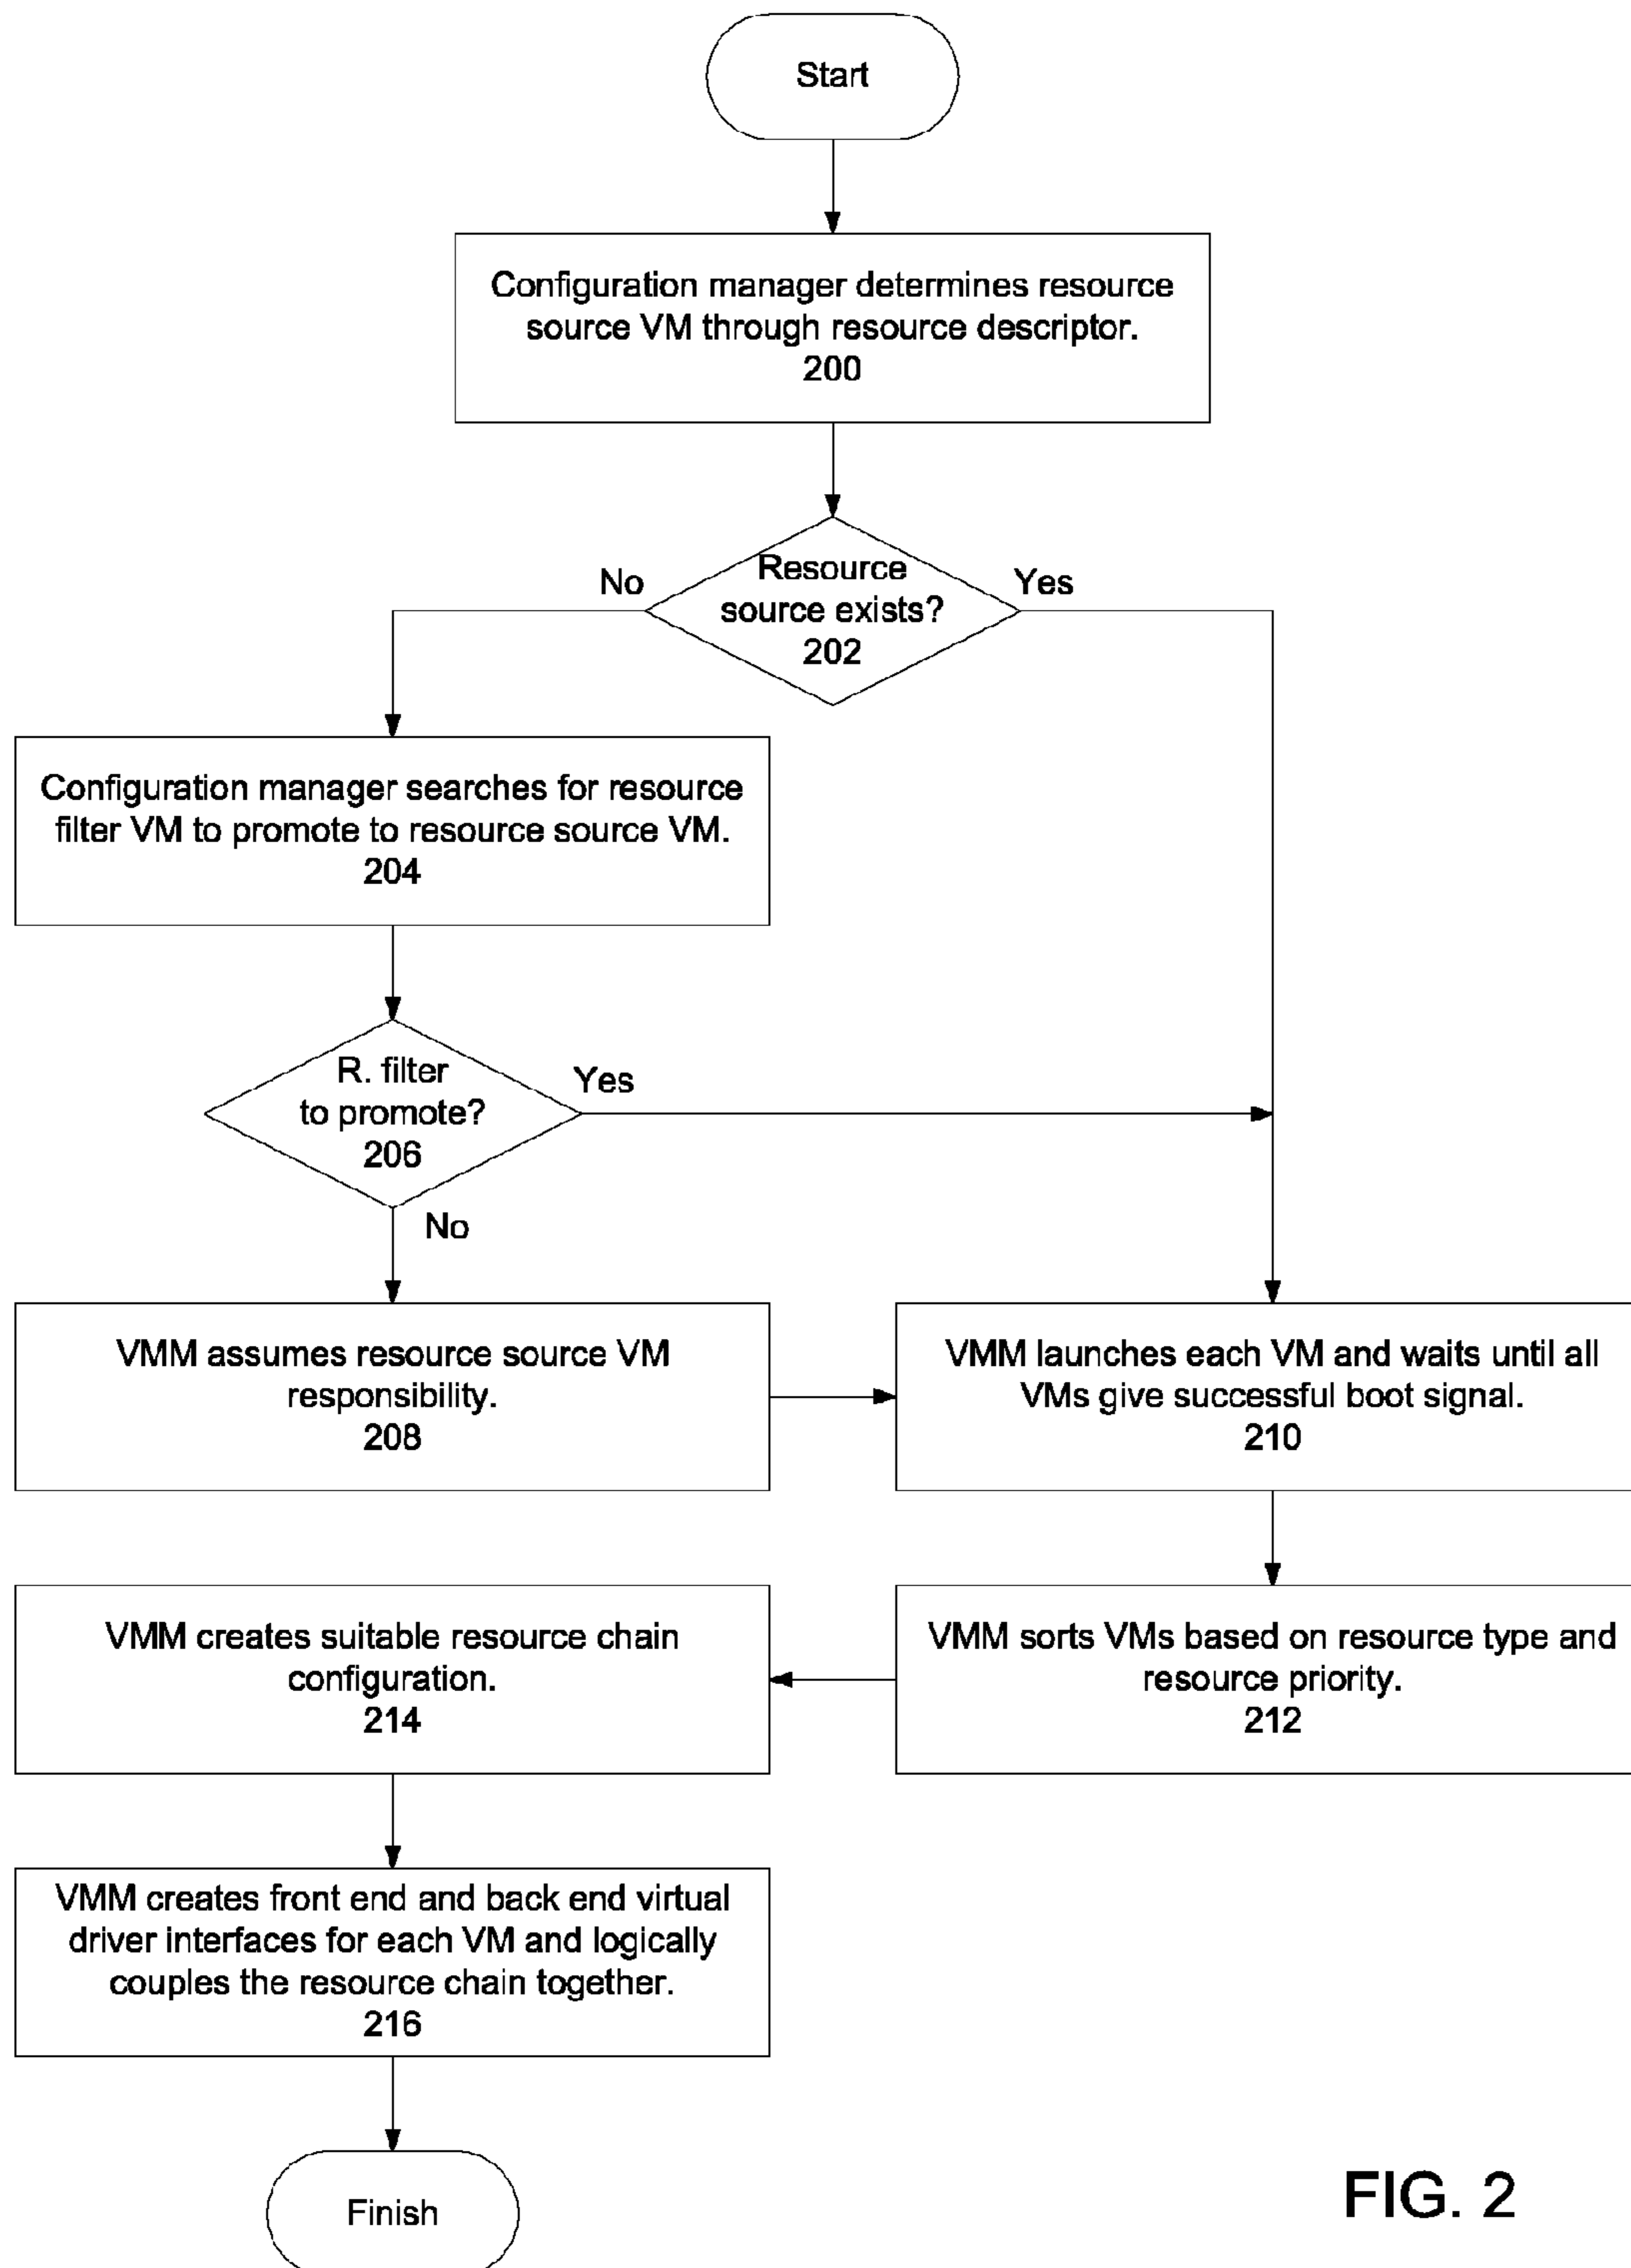 Start
Configuration manager determines resource
source VM through resource descriptor.
200
No
Yes
Resource
source exists?
202
Configuration manager searches for resource
filter VM to promote to resource source VM.
204
R. filter
to promote?
206
Yes
No
VMM assumes resource source VM
responsibility.
208
VMM launches each VM and waits until all
VMs give successful boot signal.
210
VMM creates suitable resource chain
configuration.
214
VMM sorts VMs based on resource type and
resource priority.
212
VMM creates front end and back end virtual
driver interfaces for each VM and logically
couples the resource chain together.
216
Finish
FIG. 2